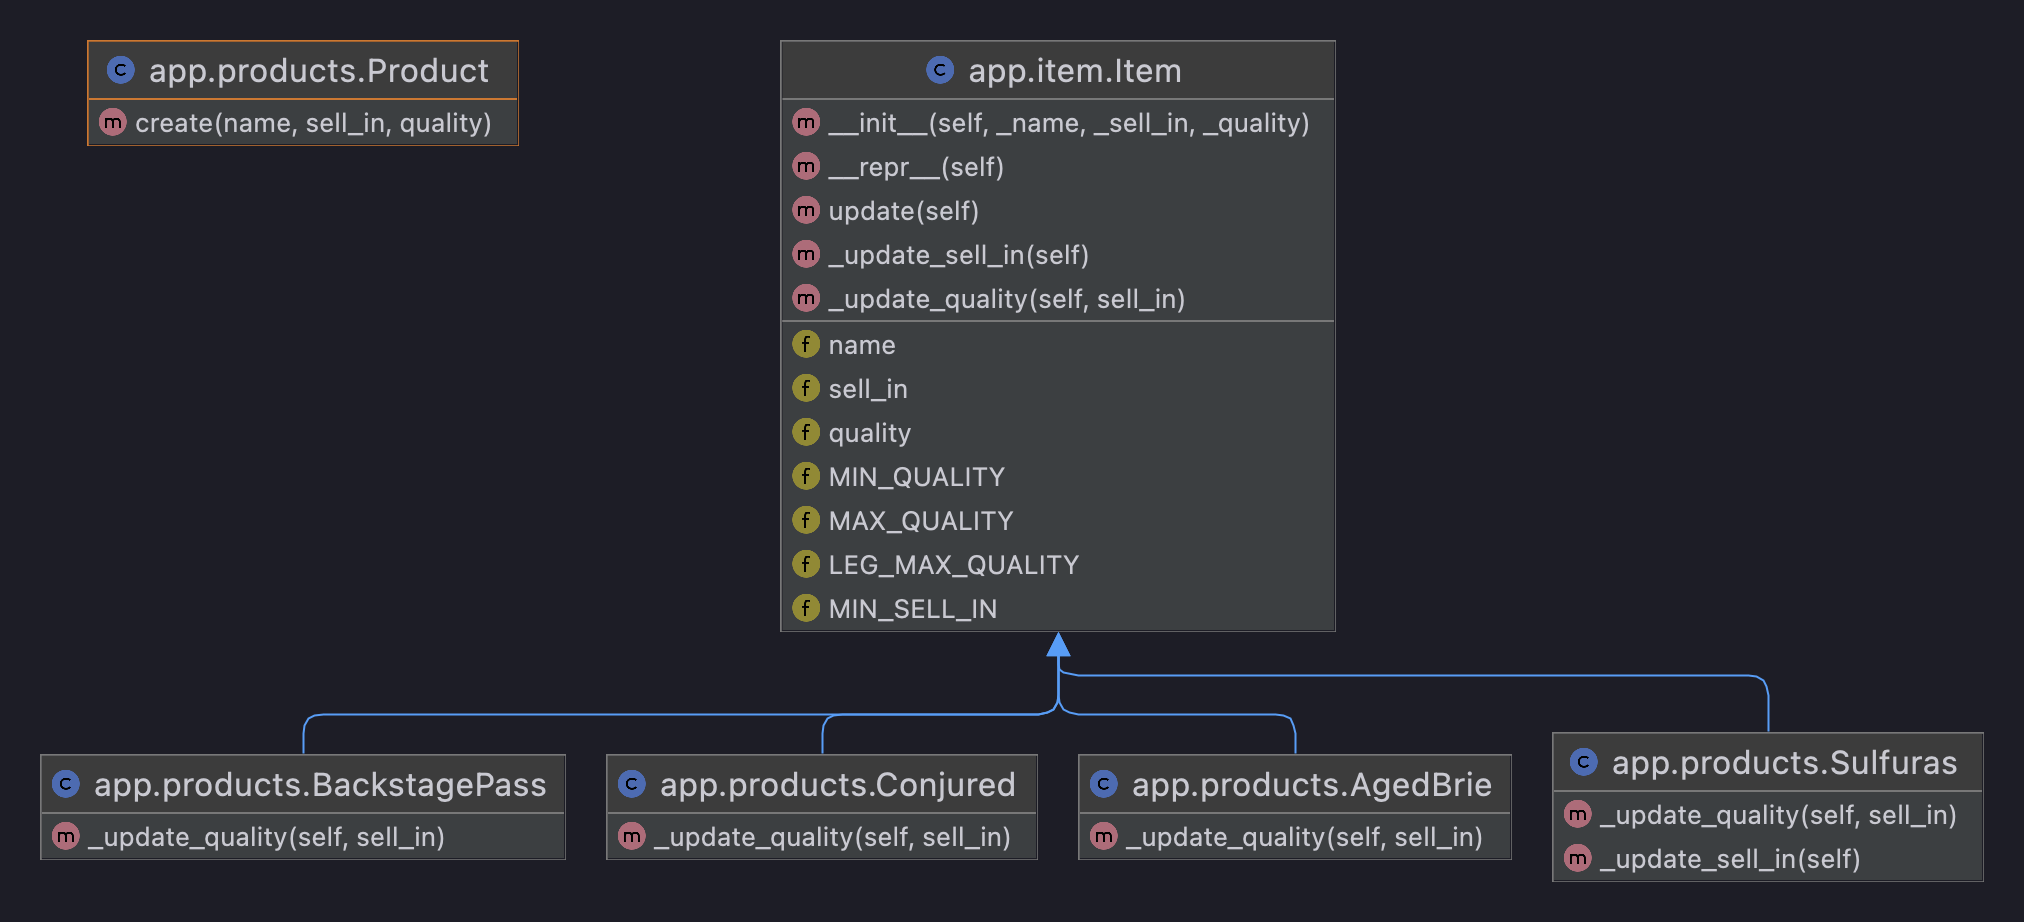 C app.products.Product
m create(name, sell_in, quality)
C app.item.Item
m __init__(self, _name, _sell_in, _quality)
m __repr__(self)
m update(self)
m _update_sell_in(self)
m _update_quality(self, sell_in)
f name
f sell_in
f quality
f MIN_QUALITY
f MAX_QUALITY
f LEG_MAX_QUALITY
f MIN_SELL_IN
C app.products.BackstagePass
m _update_quality(self, sell_in)
C app.products.Conjured
m _update_quality(self, sell_in)
C app.products.AgedBrie
m _update_quality(self, sell_in)
C app.products.Sulfuras
m _update_quality(self, sell_in)
m _update_sell_in(self)